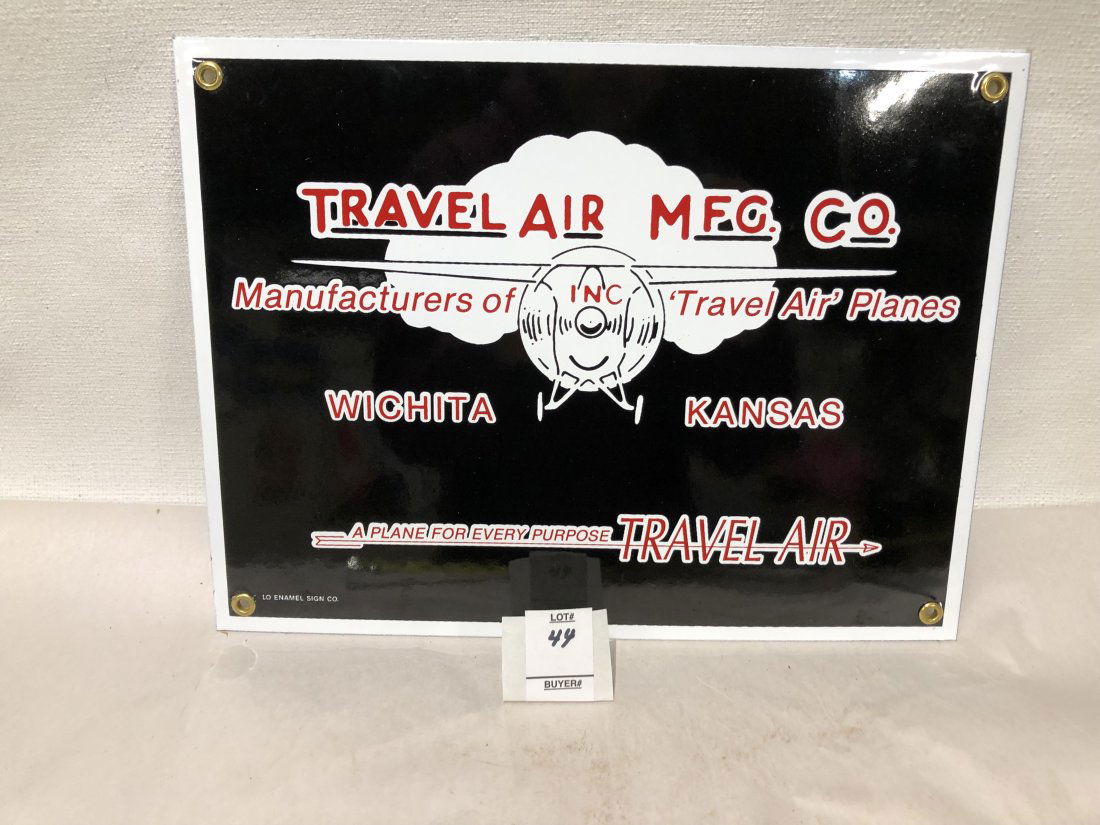 TRAVEL AIR MFG. CO.
INC
Manufacturers of 'Travel Air' Planes
WICHITA KANSAS
A PLANE FOR EVERY PURPOSE TRAVEL AIR
LO ENAMEL SIGN CO.
LOT#
44
BUYER#